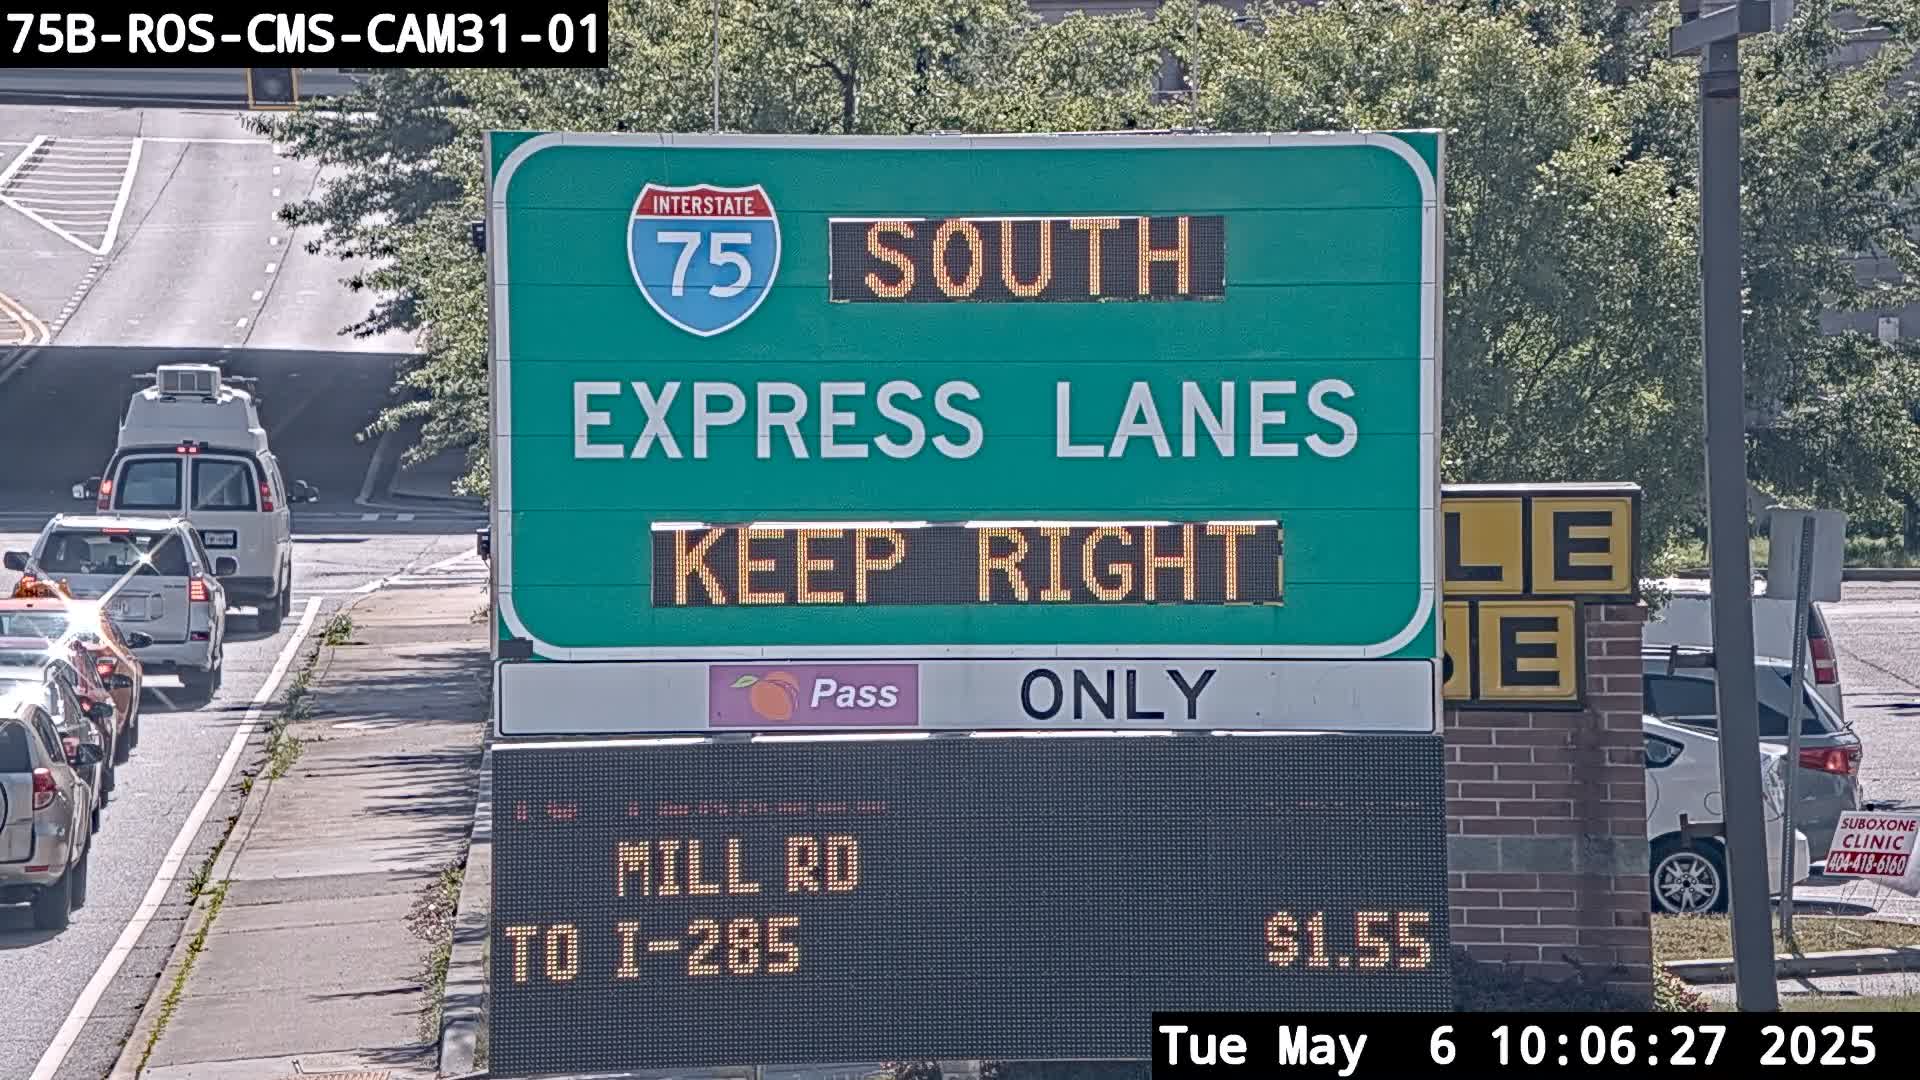 75B-ROS-CMS-CAM31-01
INTERSTATE
75
SOUTH
EXPRESS LANES
KEEP RIGHT
Pass ONLY
MILL RD
TO I-285 $1.55
LE
E
SUBOXONE
CLINIC
404-418-6160
Tue May 6 10:06:27 2025